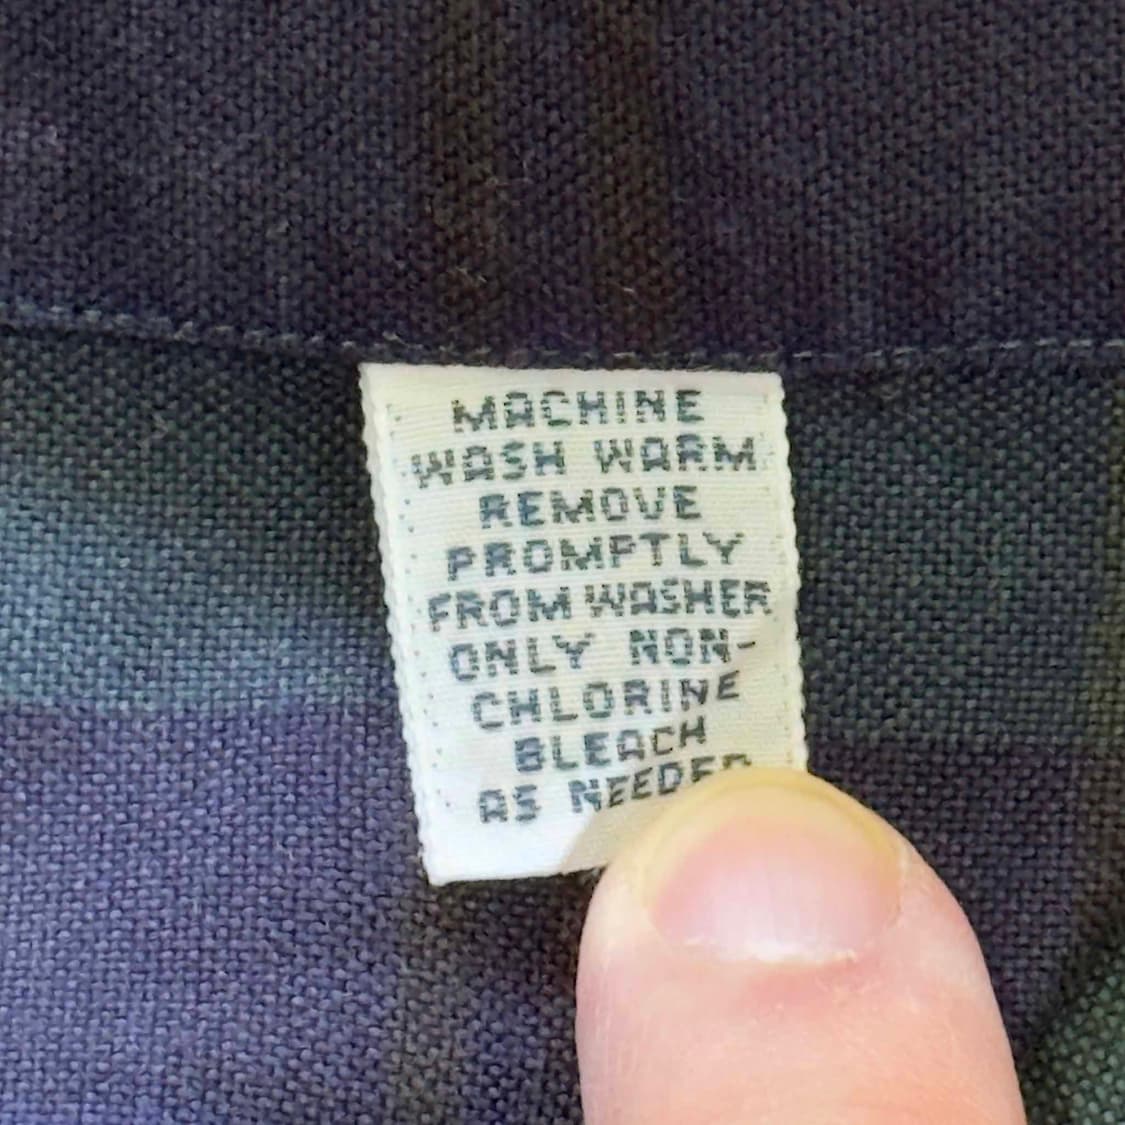 MACHINE
WASH WARM
REMOVE
PROMPTLY
FROM WASHER
ONLY NON-
CHLORINE
BLEACH
AS NEEDED